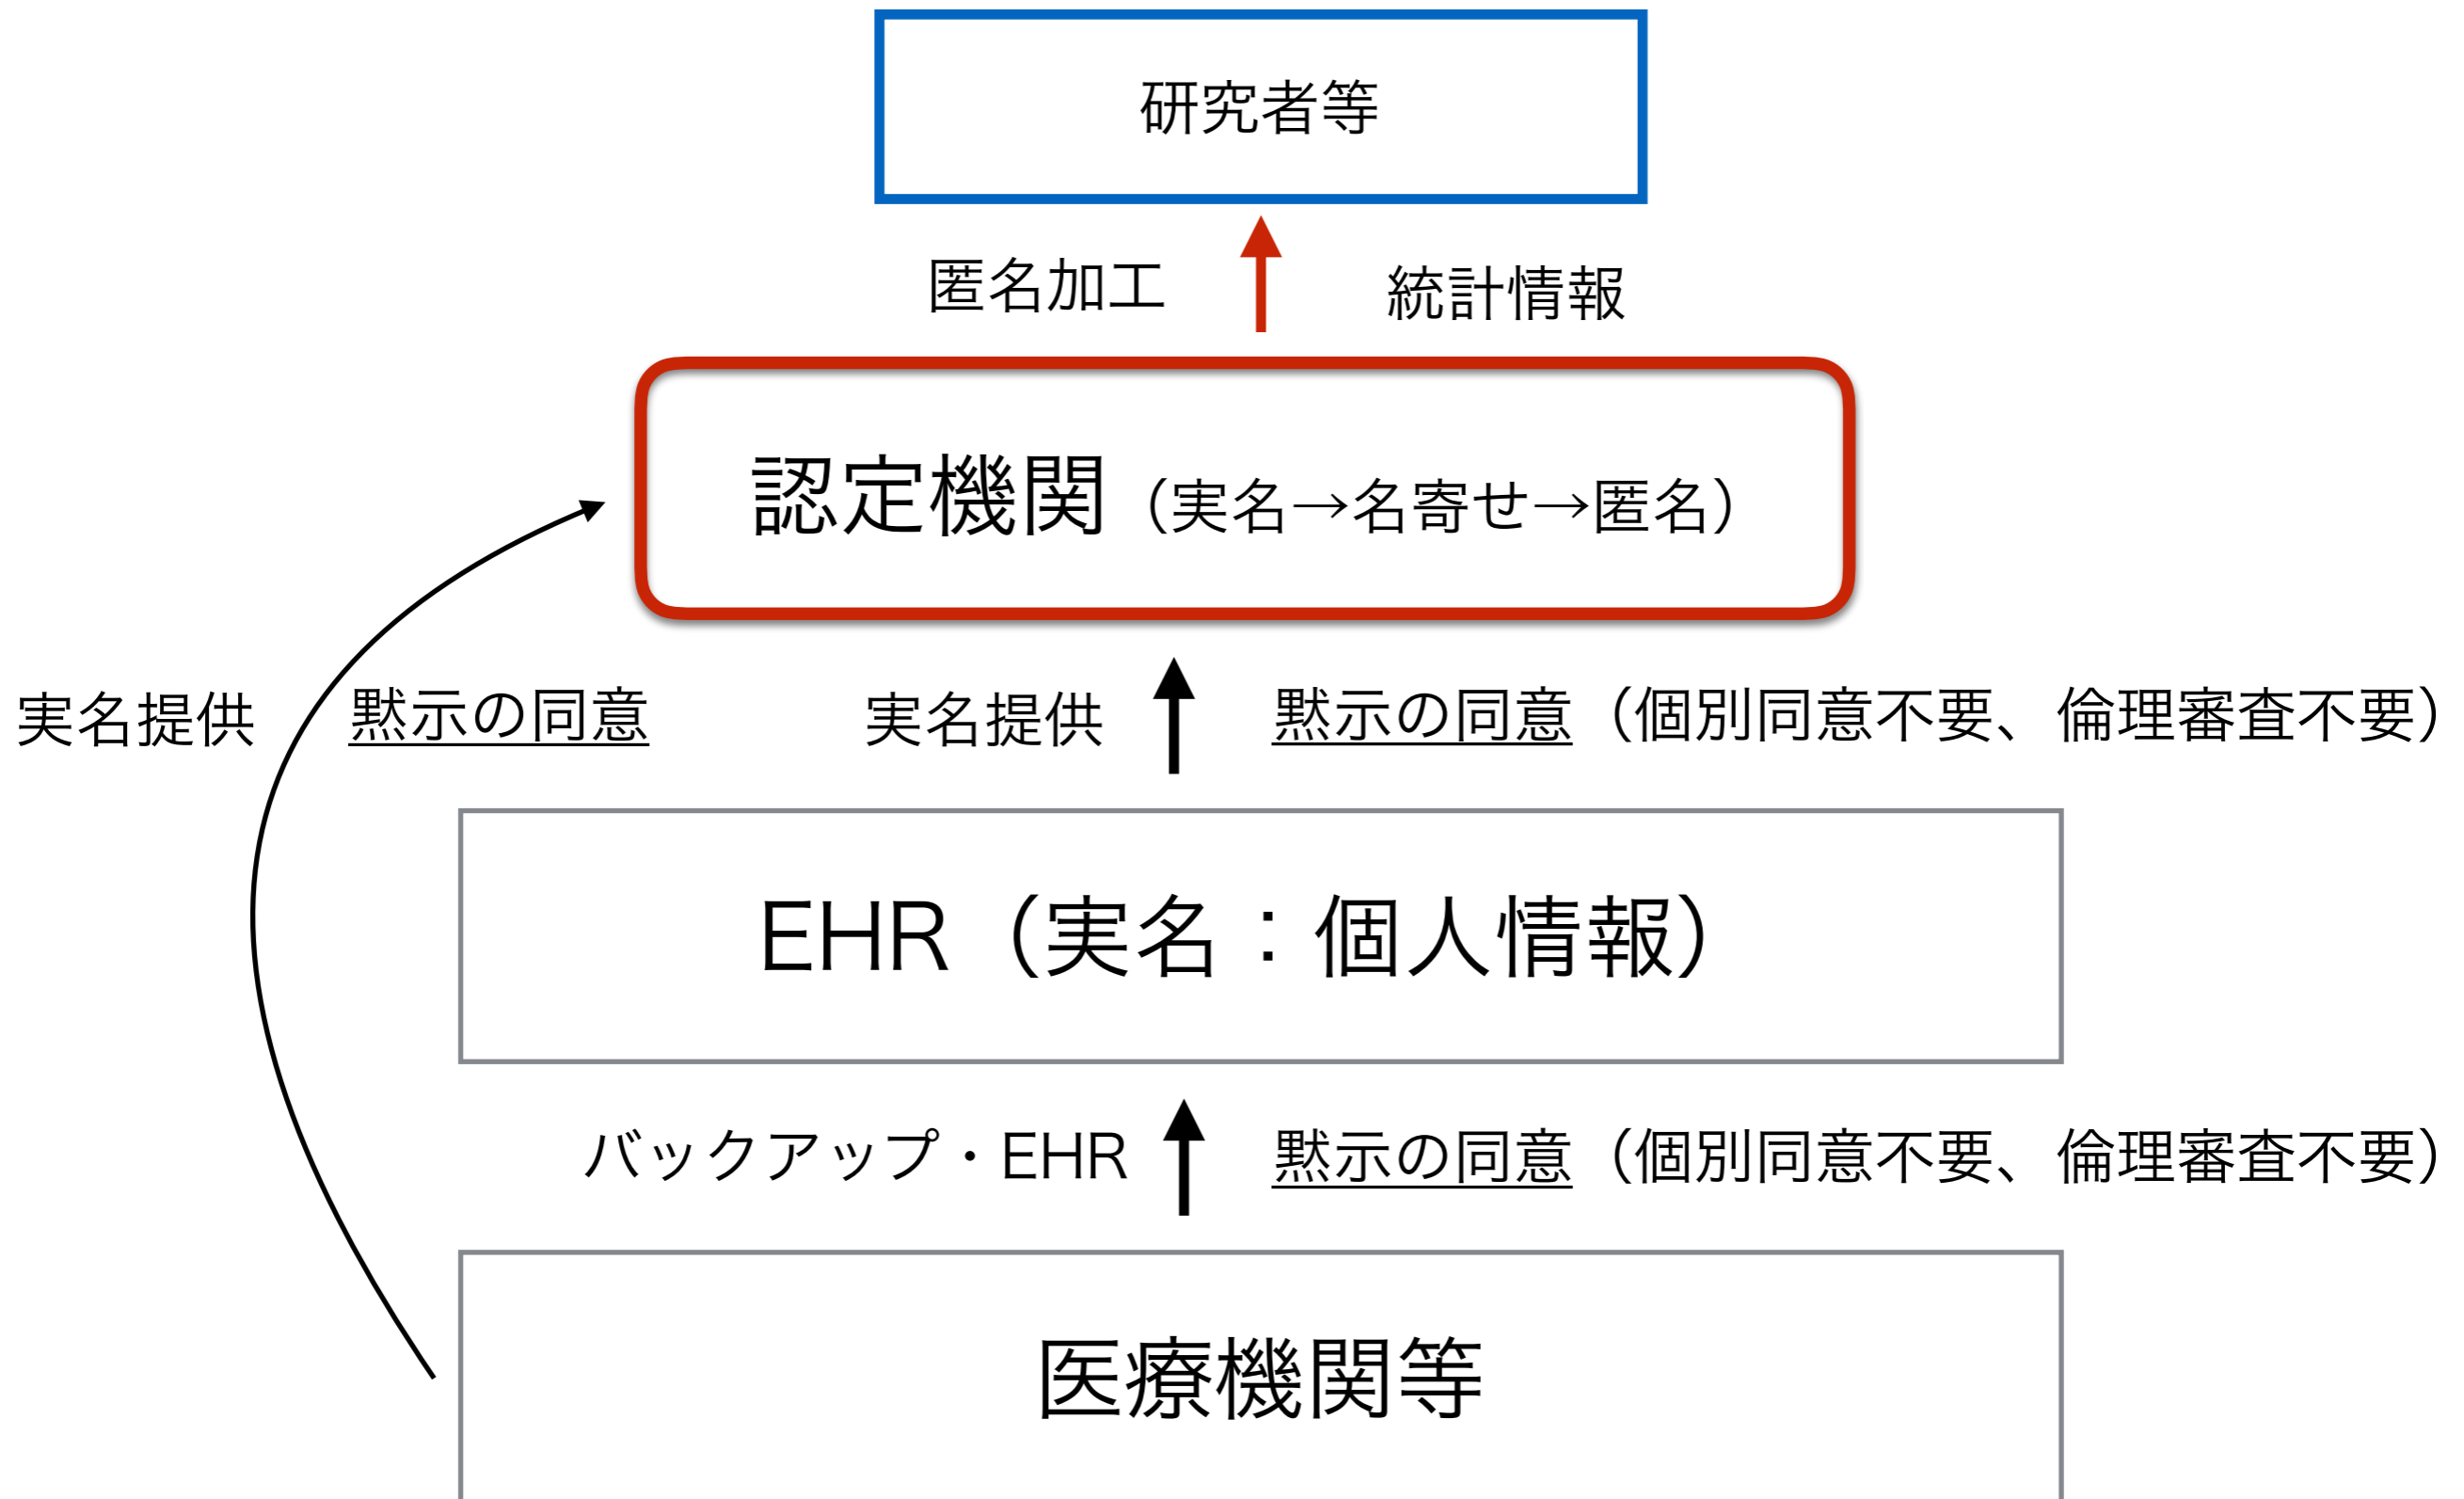 研究者等
匿名加工
統計情報
認定機関（実名→名寄せ→匿名）
実名提供
黙示の同意
実名提供
黙示の同意（個別同意不要、倫理審査不要）
EHR（実名：個人情報）
バックアップ・EHR
黙示の同意（個別同意不要、倫理審査不要）
医療機関等